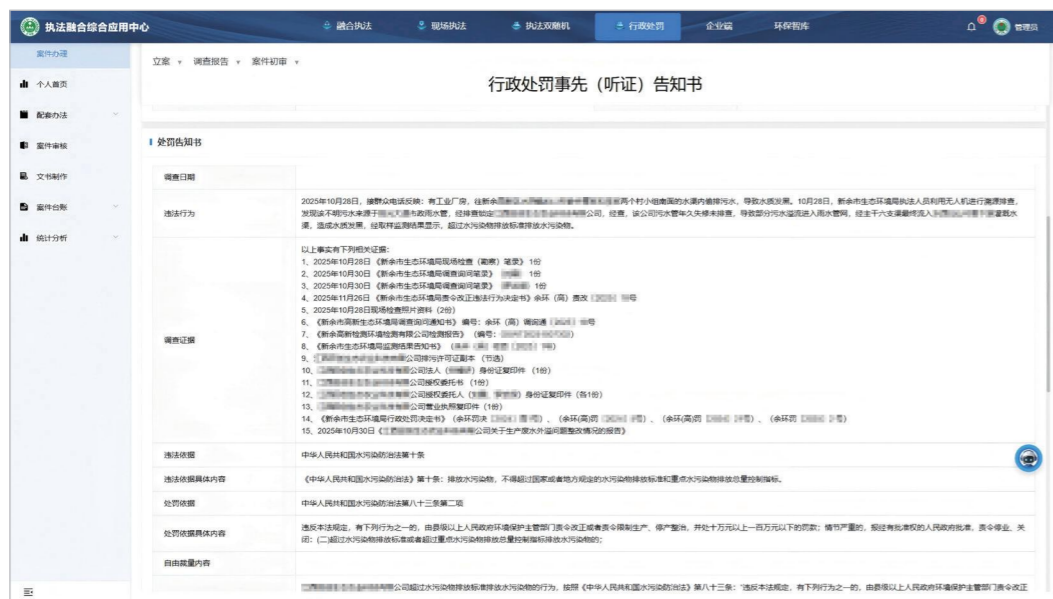 执法融合综合应用中心
融合执法
现场执法
执法双随机
行政处罚
企业端
环保智库
管理员
案件办理
个人首页
配套办法
案件审核
文书制作
案件台账
统计分析
立案
调查报告
案件初审
行政处罚事先（听证）告知书
处罚告知书
调查日期
违法行为
2025年10月28日，接群众电话反映：有工业厂房，往新余 两个村小组南面的水渠内偷排污水，导致水质发黑。10月28日，新余市生态环境局执法人员利用无人机进行溯源排查，
发现该不明污水来源于 市政雨水管，经排查锁定 公司，经查，该公司污水管年久失修未排查，导致部分污水溢流进入雨水管网，经主干六支渠最终流入 灌溉水
渠，造成水质发黑，经取样监测结果显示，超过水污染物排放标准排放水污染物。
调查证据
以上事实有下列相关证据：
1、2025年10月28日《新余市生态环境局现场检查（勘察）笔录》 1份
2、2025年10月30日《新余市生态环境局调查询问笔录》 1份
3、2025年10月30日《新余市生态环境局调查询问笔录》 1份
4、2025年11月26日《新余市生态环境局责令改正违法行为决定书》余环（高）责改 号
5、2025年10月28日现场检查照片资料（2份）
6、《新余市高新生态环境局调查询问通知书》编号：余环（高）调询通 号
7、《新余高新检测环境检测有限公司检测报告》（编号：
8、《新余市生态环境局监测结果告知书》
9、 公司排污许可证副本（节选）
10、 公司法人 身份证复印件（1份）
11、 公司授权委托书（1份）
12、 公司授权委托人 身份证复印件（各1份）
13、 公司营业执照复印件（1份）
14、《新余市生态环境局行政处罚决定书》（余环罚决 、（余环(高)罚 号）、（余环(高)罚 号）、（余环罚 号）
15、2025年10月30日《 公司关于生产废水外溢问题整改情况的报告》
违法依据
中华人民共和国水污染防治法第十条
违法依据具体内容
《中华人民共和国水污染防治法》第十条：排放水污染物，不得超过国家或者地方规定的水污染物排放标准和重点水污染物排放总量控制指标。
处罚依据
中华人民共和国水污染防治法第八十三条第二项
处罚依据具体内容
违反本法规定，有下列行为之一的，由县级以上人民政府环境保护主管部门责令改正或者责令限制生产、停产整治，并处十万元以上一百万元以下的罚款；情节严重的，报经有批准权的人民政府批准，责令停业、关
闭：(二)超过水污染物排放标准或者超过重点水污染物排放总量控制指标排放水污染物的;
自由裁量内容
公司超过水污染物排放标准排放水污染物的行为，按照《中华人民共和国水污染防治法》第八十三条："违反本法规定，有下列行为之一的，由县级以上人民政府环境保护主管部门责令改正